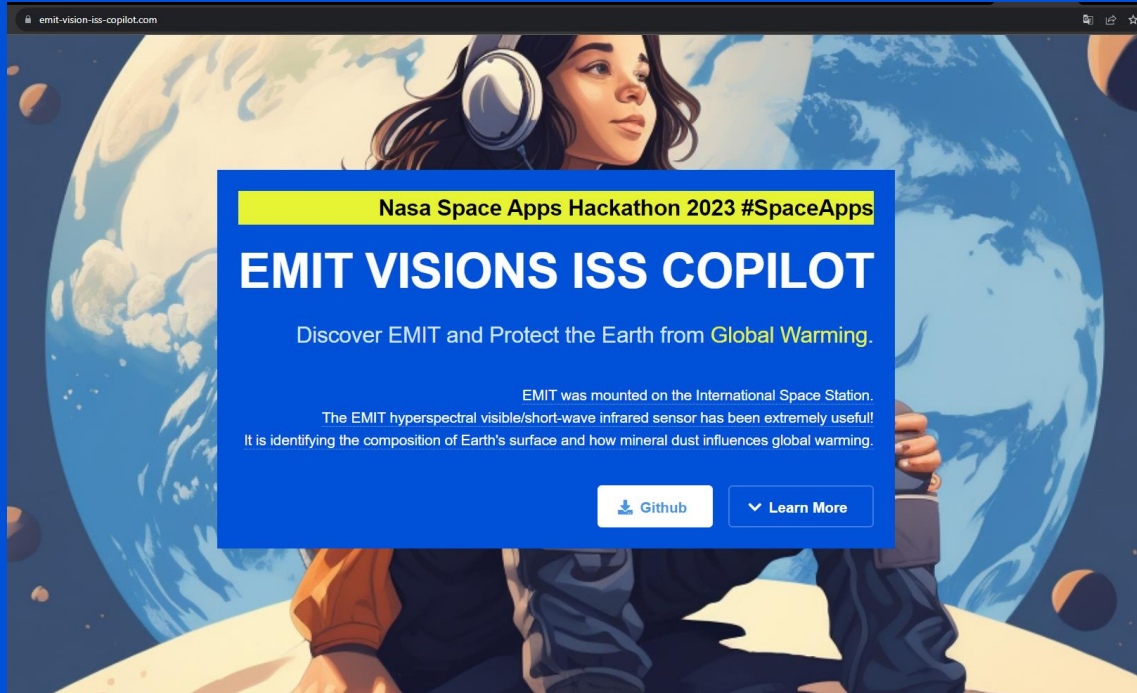 emit-vision-iss-copilot.com
Nasa Space Apps Hackathon 2023 #SpaceApps
EMIT VISIONS ISS COPILOT
Discover EMIT and Protect the Earth from Global Warming.
EMIT was mounted on the International Space Station.
The EMIT hyperspectral visible/short-wave infrared sensor has been extremely useful!
It is identifying the composition of Earth's surface and how mineral dust influences global warming.
Github
Learn More